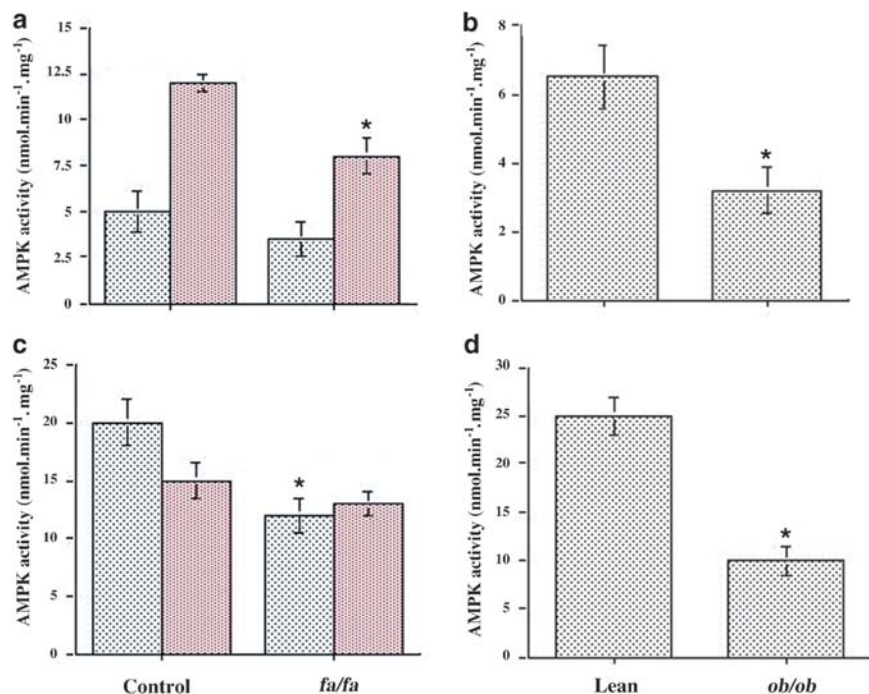 a
AMPK activity (nmol.min-1.mg-1)
15
12.5
10
7.5
5
2.5
0
*
b
AMPK activity (nmol.min-1.mg-1)
8
6
4
2
0
*
c
AMPK activity (nmol.min-1.mg-1)
25
20
15
10
5
0
*
Control
fa/fa
d
AMPK activity (nmol.min-1.mg-1)
30
25
20
15
10
5
0
*
Lean
ob/ob